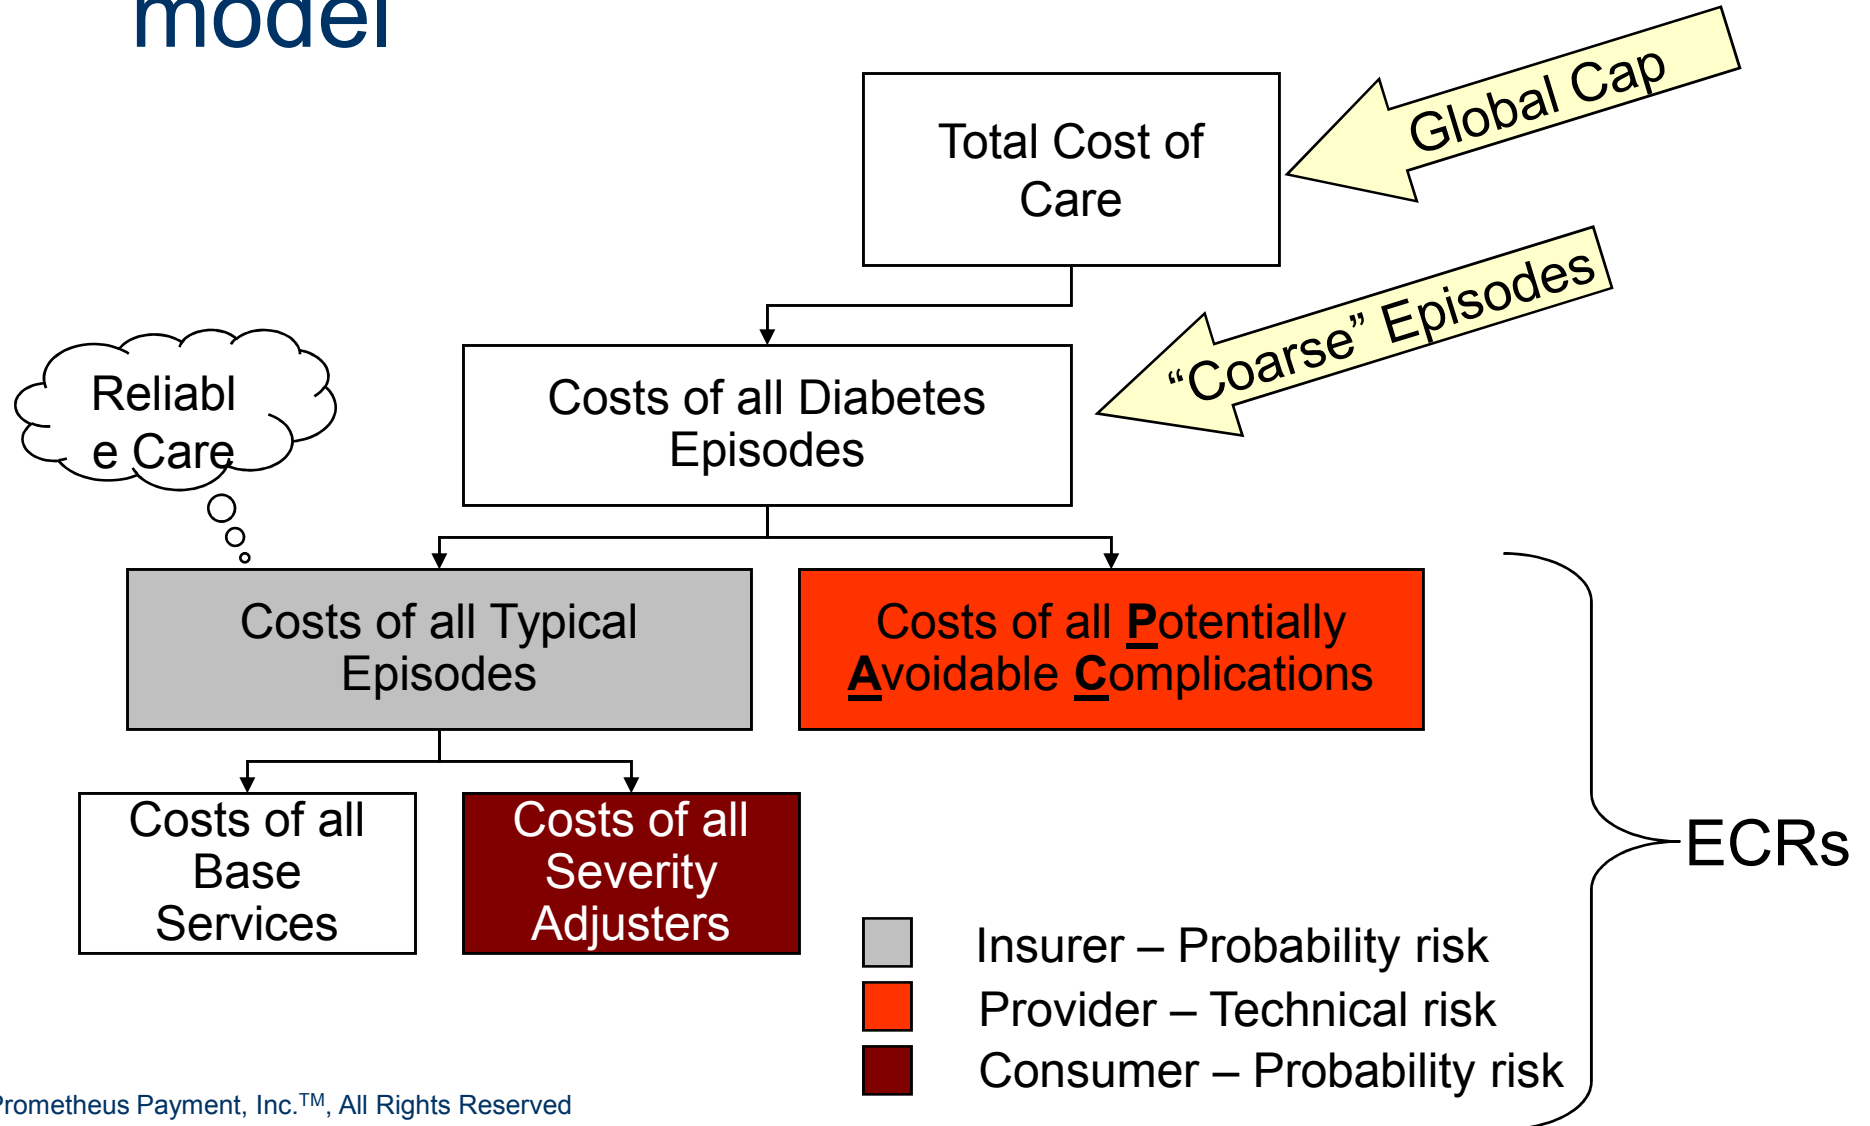 model
Global Cap
Total Cost of
Care
“Coarse” Episodes
Reliabl
e Care
Costs of all Diabetes
Episodes
Costs of all Typical
Episodes
Costs of all Potentially
Avoidable Complications
Costs of all
Base
Services
Costs of all
Severity
Adjusters
ECRs
Insurer – Probability risk
Provider – Technical risk
Consumer – Probability risk
Prometheus Payment, Inc.™, All Rights Reserved